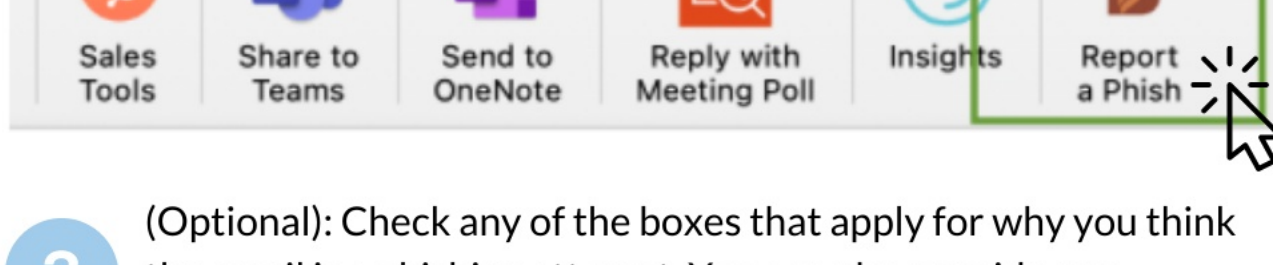 Sales Tools
Share to Teams
Send to OneNote
Reply with Meeting Poll
Insights
Report a Phish
(Optional): Check any of the boxes that apply for why you think